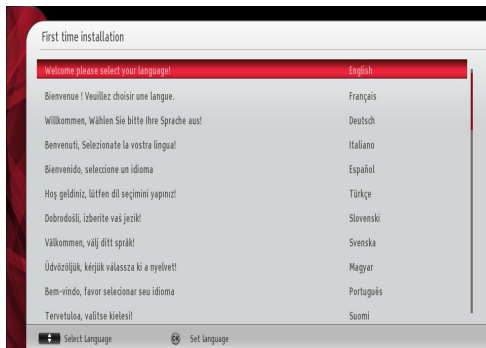 First time installation
Welcome please select your language! English
Bienvenue ! Veuillez choisir une langue. Français
Willkommen, Wählen Sie bitte Ihre Sprache aus! Deutsch
Benvenuti, Selezionate la vostra lingua! Italiano
Bienvenido, seleccione un idioma Español
Hoş geldiniz, lütfen dil seçimini yapınız! Türkçe
Dobrodošli, izberite vaš jezik! Slovenski
Välkommen, välj ditt språk! Svenska
Üdvözöljük, kérjük válassza ki a nyelvet! Magyar
Bem-vindo, favor selecionar seu idioma Português
Tervetuloa, valitse kielesi! Suomi
Select Language OK Set language